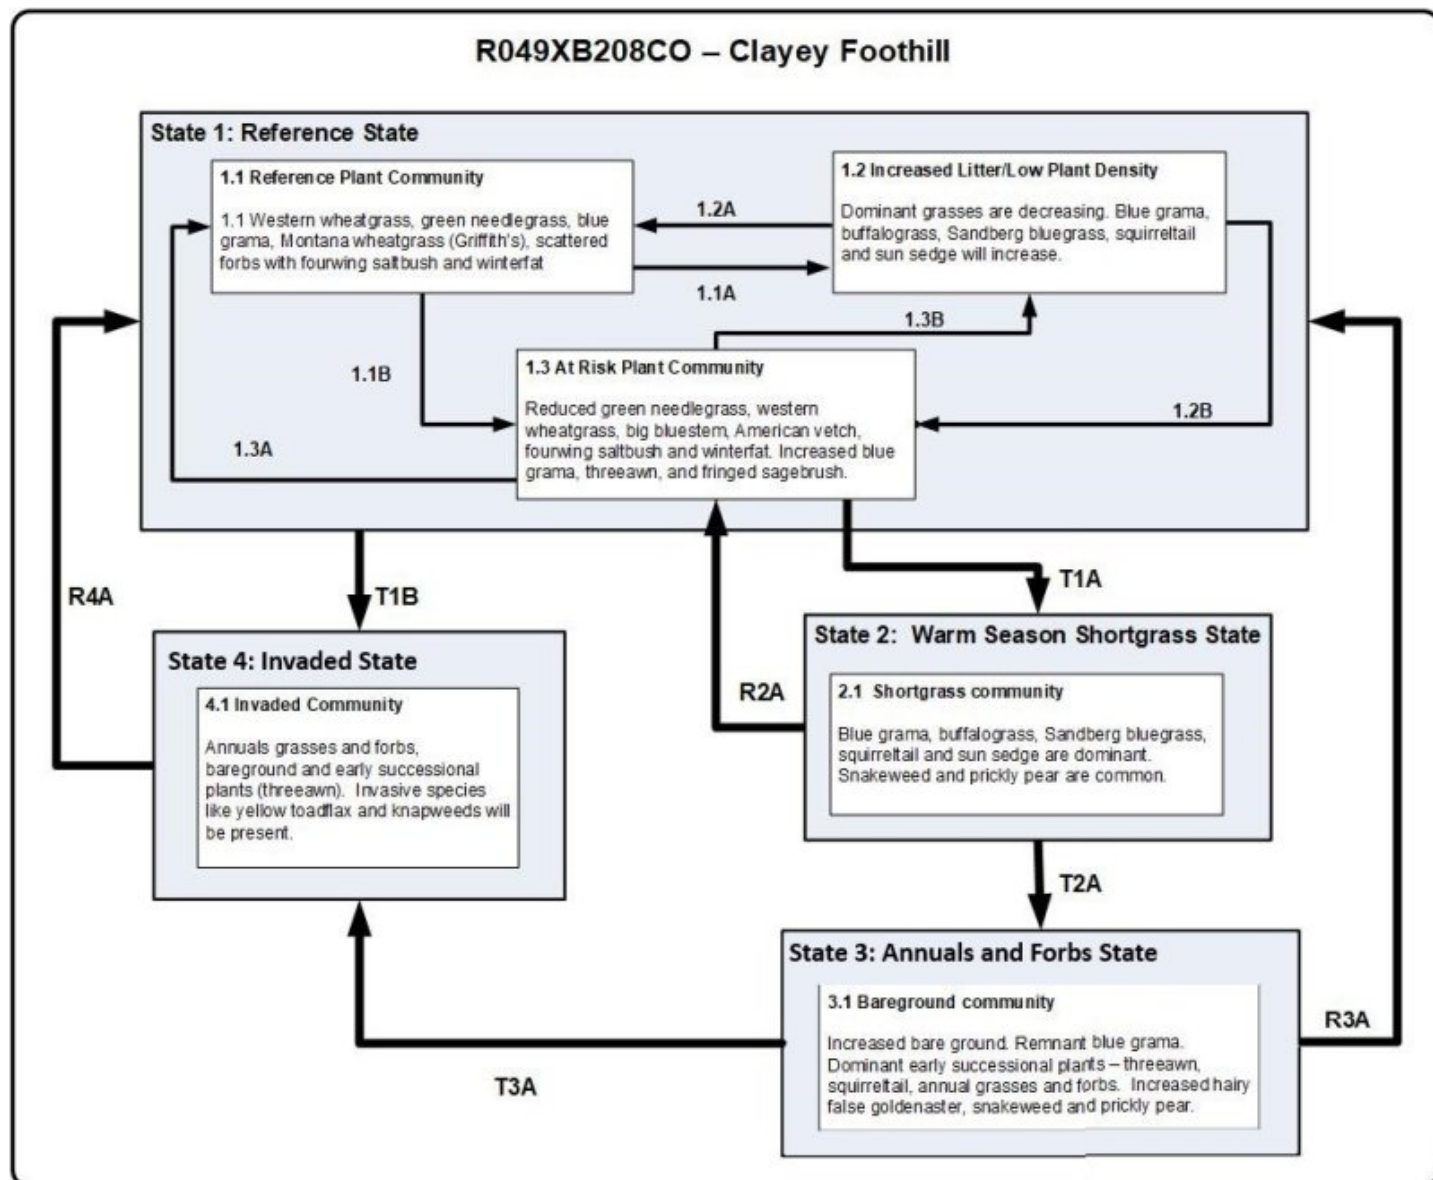 R049XB208CO – Clayey Foothill
State 1: Reference State
1.1 Reference Plant Community
1.1 Western wheatgrass, green needlegrass, blue
grama, Montana wheatgrass (Griffith's), scattered
forbs with fourwing saltbush and winterfat
1.2 Increased Litter/Low Plant Density
Dominant grasses are decreasing. Blue grama,
buffalograss, Sandberg bluegrass, squirreltail
and sun sedge will increase.
1.2A
1.1A
1.3B
1.1B
1.3 At Risk Plant Community
Reduced green needlegrass, western
wheatgrass, big bluestem, American vetch,
fourwing saltbush and winterfat. Increased blue
grama, threeawn, and fringed sagebrush.
1.2B
1.3A
R4A
T1B
T1A
State 4: Invaded State
4.1 Invaded Community
Annuals grasses and forbs,
bareground and early successional
plants (threeawn). Invasive species
like yellow toadflax and knapweeds will
be present.
R2A
State 2: Warm Season Shortgrass State
2.1 Shortgrass community
Blue grama, buffalograss, Sandberg bluegrass,
squirreltail and sun sedge are dominant.
Snakeweed and prickly pear are common.
T2A
State 3: Annuals and Forbs State
3.1 Bareground community
Increased bare ground. Remnant blue grama.
Dominant early successional plants – threeawn,
squirreltail, annual grasses and forbs. Increased hairy
false goldenaster, snakeweed and prickly pear.
R3A
T3A